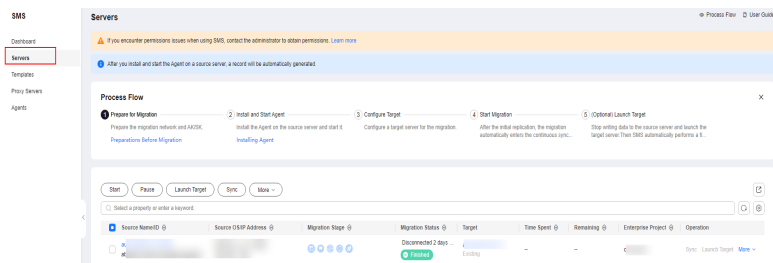 SMS
Servers
Process Flow
User Guide
Dashboard
Servers
Templates
Proxy Servers
Agents
If you encounter permissions issues when using SMS, contact the administrator to obtain permissions. Learn more
After you install and start the Agent on a source server, a record will be automatically generated.
Process Flow
1 Prepare for Migration
Prepare the migration network and AK/SK.
Preparations Before Migration
2 Install and Start Agent
Install the Agent on the source server and start it.
Installing Agent
3 Configure Target
Configure a target server for the migration.
4 Start Migration
After the initial replication, the migration
automatically enters the continuous sync...
5 (Optional) Launch Target
Stop writing data to the source server and launch the
target server.Then SMS automatically performs a fi...
Start Pause Launch Target Sync More
Select a property or enter a keyword.
Source Name/ID Source OS/IP Address Migration Stage Migration Status Target Time Spent Remaining Enterprise Project Operation
Disconnected 2 days ...
Finished
Existing
-- --
Sync Launch Target More